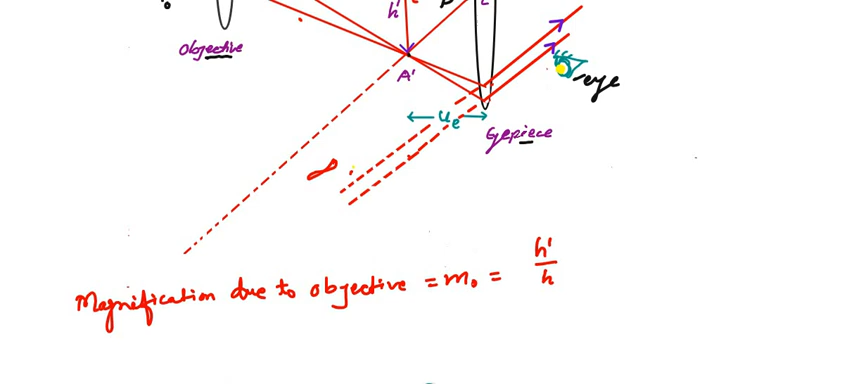 h'
Objective
A'
u_e
eye
Eyepiece
∞
Magnification due to objective = m₀ = h'/h